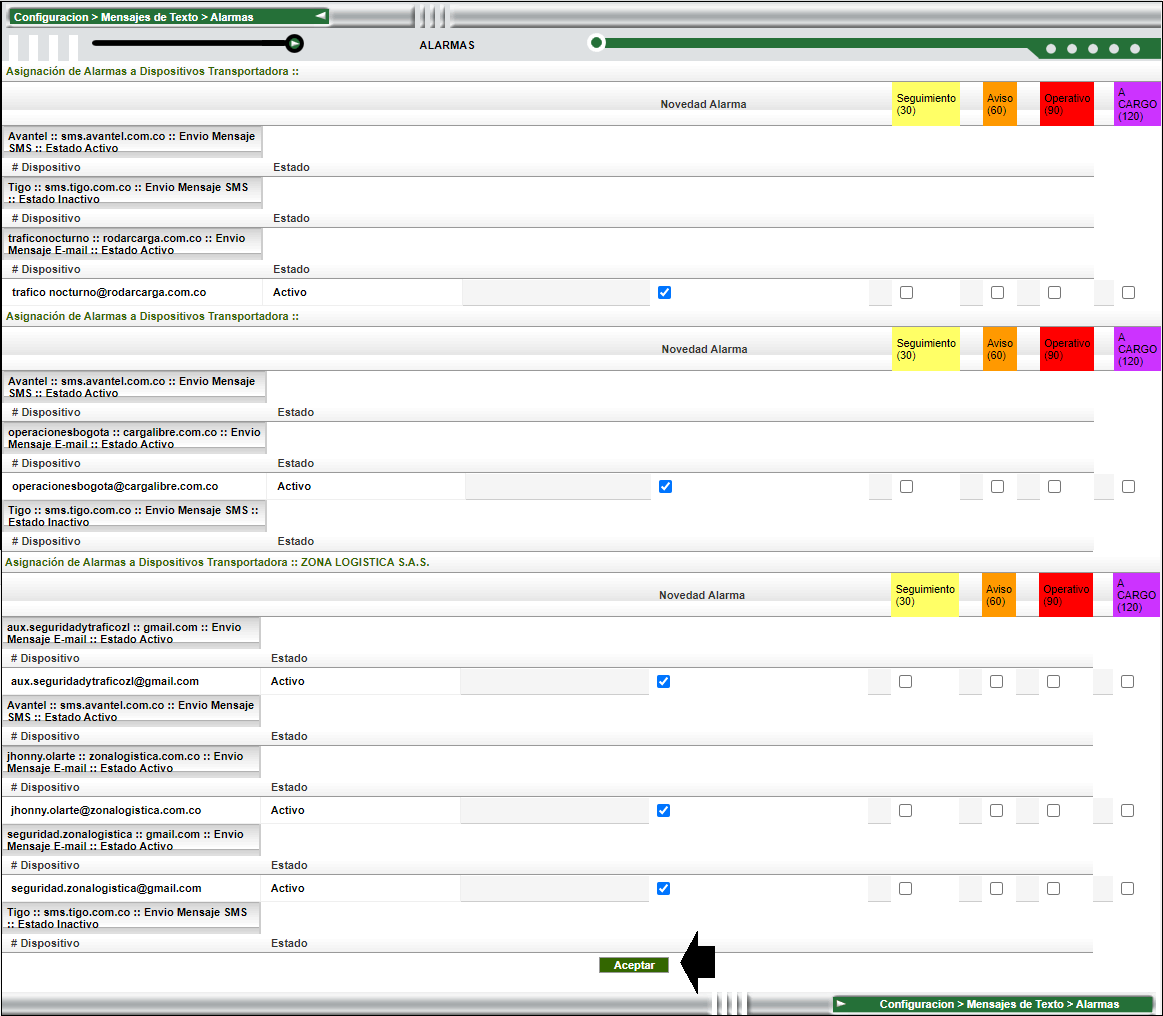 Configuracion > Mensajes de Texto > Alarmas
ALARMAS
Asignación de Alarmas a Dispositivos Transportadora ::
Novedad Alarma
Seguimiento
(30)
Aviso
(60)
Operativo
(90)
A
CARGO
(120)
Avantel :: sms.avantel.com.co :: Envio Mensaje
SMS :: Estado Activo
# Dispositivo Estado
Tigo :: sms.tigo.com.co :: Envio Mensaje SMS
:: Estado Inactivo
# Dispositivo Estado
traficonocturno :: rodarcarga.com.co :: Envio
Mensaje E-mail :: Estado Activo
# Dispositivo Estado
trafico nocturno@rodarcarga.com.co Activo
Asignación de Alarmas a Dispositivos Transportadora ::
Novedad Alarma
Seguimiento
(30)
Aviso
(60)
Operativo
(90)
A
CARGO
(120)
Avantel :: sms.avantel.com.co :: Envio Mensaje
SMS :: Estado Activo
# Dispositivo Estado
operacionesbogota :: cargalibre.com.co :: Envio
Mensaje E-mail :: Estado Activo
# Dispositivo Estado
operacionesbogota@cargalibre.com.co Activo
Tigo :: sms.tigo.com.co :: Envio Mensaje SMS ::
Estado Inactivo
# Dispositivo Estado
Asignación de Alarmas a Dispositivos Transportadora :: ZONA LOGISTICA S.A.S.
Novedad Alarma
Seguimiento
(30)
Aviso
(60)
Operativo
(90)
A
CARGO
(120)
aux.seguridadytraficozl :: gmail.com :: Envio
Mensaje E-mail :: Estado Activo
# Dispositivo Estado
aux.seguridadytraficozl@gmail.com Activo
Avantel :: sms.avantel.com.co :: Envio Mensaje
SMS :: Estado Activo
# Dispositivo Estado
jhonny.olarte :: zonalogistica.com.co :: Envio
Mensaje E-mail :: Estado Activo
# Dispositivo Estado
jhonny.olarte@zonalogistica.com.co Activo
seguridad.zonalogistica :: gmail.com :: Envio
Mensaje E-mail :: Estado Activo
# Dispositivo Estado
seguridad.zonalogistica@gmail.com Activo
Tigo :: sms.tigo.com.co :: Envio Mensaje SMS
:: Estado Inactivo
# Dispositivo Estado
Aceptar
Configuracion > Mensajes de Texto > Alarmas